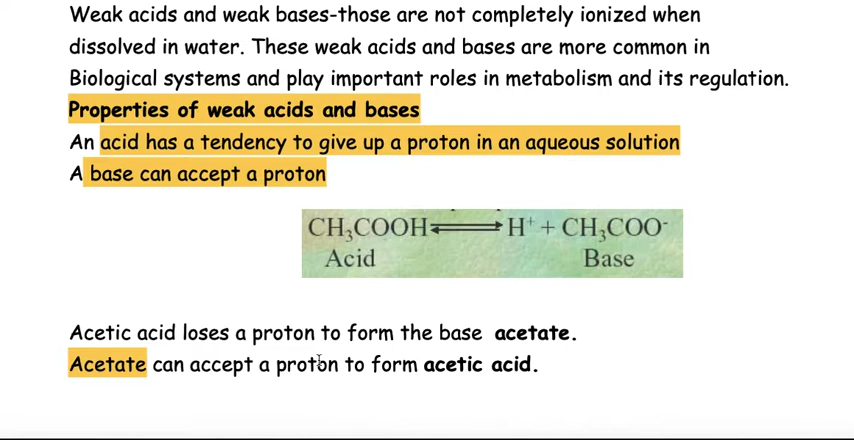 Weak acids and weak bases-those are not completely ionized when
dissolved in water. These weak acids and bases are more common in
Biological systems and play important roles in metabolism and its regulation.
Properties of weak acids and bases
An acid has a tendency to give up a proton in an aqueous solution
A base can accept a proton
CH₃COOH ⇌ H⁺ + CH₃COO⁻
Acid Base
Acetic acid loses a proton to form the base acetate.
Acetate can accept a proton to form acetic acid.